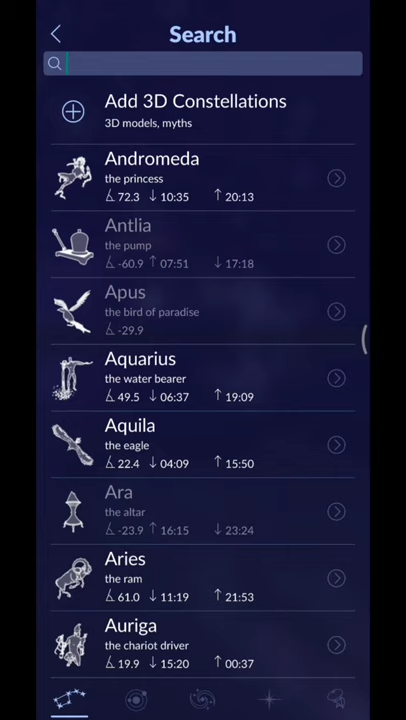 Search
Add 3D Constellations
3D models, myths
Andromeda
the princess
∠ 72.3 ↓ 10:35 ↑ 20:13
Antlia
the pump
∠ -60.9 ↑ 07:51 ↓ 17:18
Apus
the bird of paradise
∠ -29.9
Aquarius
the water bearer
∠ 49.5 ↓ 06:37 ↑ 19:09
Aquila
the eagle
∠ 22.4 ↓ 04:09 ↑ 15:50
Ara
the altar
∠ -23.9 ↑ 16:15 ↓ 23:24
Aries
the ram
∠ 61.0 ↓ 11:19 ↑ 21:53
Auriga
the chariot driver
∠ 19.9 ↓ 15:20 ↑ 00:37